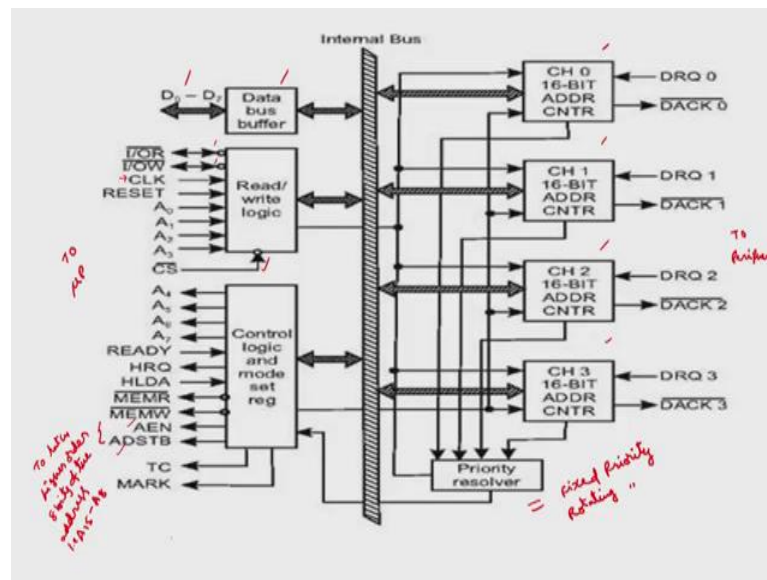 Internal Bus
D0 – D7
Data
bus
buffer
I/OR
I/OW
CLK
RESET
A0
A1
A2
A3
CS
Read/
write
logic
A4
A5
A6
A7
READY
HRQ
HLDA
MEMR
MEMW
AEN
ADSTB
TC
MARK
Control
logic
and
mode
set
reg
CH 0
16-BIT
ADDR
CNTR
DRQ 0
DACK 0
CH 1
16-BIT
ADDR
CNTR
DRQ 1
DACK 1
CH 2
16-BIT
ADDR
CNTR
DRQ 2
DACK 2
CH 3
16-BIT
ADDR
CNTR
DRQ 3
DACK 3
Priority
resolver
To
μP
To
= Fixed Priority
Rotating "
To
higher order
8 bits of the
address
A15-A8